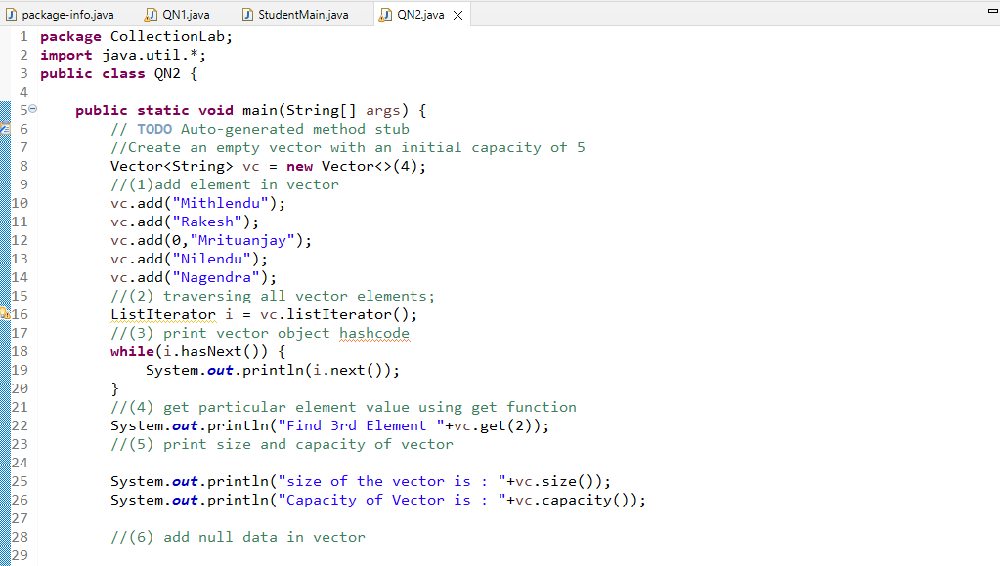 package-info.java QN1.java StudentMain.java QN2.java
1 package CollectionLab;
2 import java.util.*;
3 public class QN2 {
4
5 public static void main(String[] args) {
6 // TODO Auto-generated method stub
7 //Create an empty vector with an initial capacity of 5
8 Vector<String> vc = new Vector<>(4);
9 //(1)add element in vector
10 vc.add("Mithlendu");
11 vc.add("Rakesh");
12 vc.add(0,"Mrituanjay");
13 vc.add("Nilendu");
14 vc.add("Nagendra");
15 //(2) traversing all vector elements;
16 ListIterator i = vc.listIterator();
17 //(3) print vector object hashcode
18 while(i.hasNext()) {
19 System.out.println(i.next());
20 }
21 //(4) get particular element value using get function
22 System.out.println("Find 3rd Element "+vc.get(2));
23 //(5) print size and capacity of vector
24
25 System.out.println("size of the vector is : "+vc.size());
26 System.out.println("Capacity of Vector is : "+vc.capacity());
27
28 //(6) add null data in vector
29